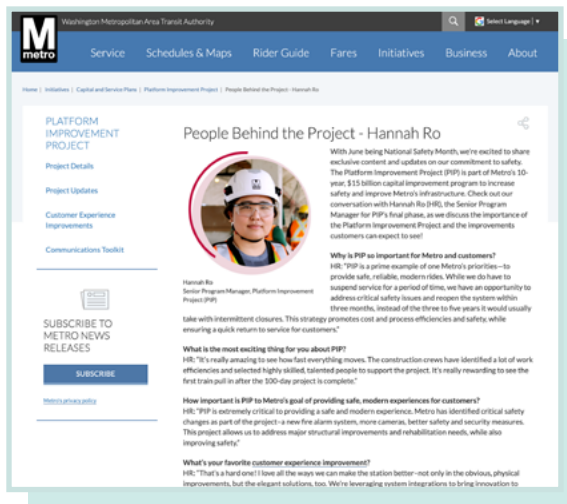 Washington Metropolitan Area Transit Authority
Select Language
M
metro
Service Schedules & Maps Rider Guide Fares Initiatives Business About
Home | Initiatives | Capital and Service Plans | Platform Improvement Project | People Behind the Project - Hannah Ro
PLATFORM
IMPROVEMENT
PROJECT
Project Details
Project Updates
Customer Experience
Improvements
Communications Toolkit
SUBSCRIBE TO
METRO NEWS
RELEASES
SUBSCRIBE
Metro's privacy policy
People Behind the Project - Hannah Ro
With June being National Safety Month, we're excited to share
exclusive content and updates on our commitment to safety.
The Platform Improvement Project (PIP) is part of Metro's 10-
year, $15 billion capital improvement program to increase
safety and improve Metro's infrastructure. Check out our
conversation with Hannah Ro (HR), the Senior Program
Manager for PIP's final phase, as we discuss the importance of
the Platform Improvement Project and the improvements
customers can expect to see!
Hannah Ro
Senior Program Manager, Platform Improvement
Project (PIP)
Why is PIP so important for Metro and customers?
HR: "PIP is a prime example of one Metro's priorities—to
provide safe, reliable, modern rides. While we do have to
suspend service for a period of time, we have an opportunity to
address critical safety issues and reopen the system within
three months, instead of the three to five years it would usually
take with intermittent closures. This strategy promotes cost and process efficiencies and safety, while
ensuring a quick return to service for customers."
What is the most exciting thing for you about PIP?
HR: "It's really amazing to see how fast everything moves. The construction crews have identified a lot of work
efficiencies and selected highly skilled, talented people to support the project. It's really rewarding to see the
first train pull in after the 100-day project is complete."
How important is PIP to Metro's goal of providing safe, modern experiences for customers?
HR: "PIP is extremely critical to providing a safe and modern experience. Metro has identified critical safety
changes as part of the project–a new fire alarm system, more cameras, better safety and security measures.
This project allows us to address major structural improvements and rehabilitation needs, while also
improving safety."
What's your favorite customer experience improvement?
HR: "That's a hard one! I love all the ways we can make the station better–not only in the obvious, physical
improvements, but the elegant solutions, too. We're leveraging system integrations to bring innovation to